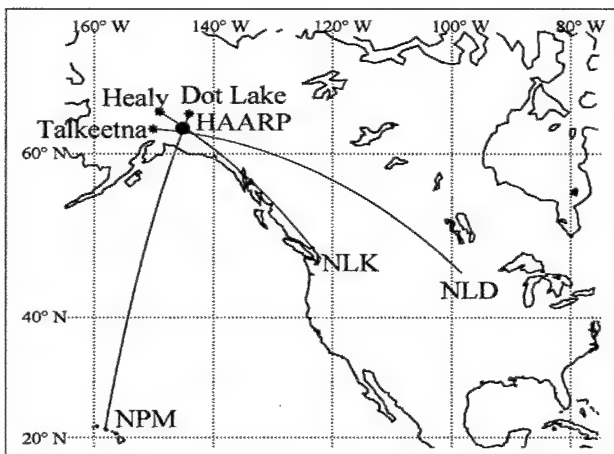 160° W 140° W 120° W 100° W 80° W
Healy Dot Lake
Talkeetna HAARP
60° N
NLK
NLD
40° N
NPM
20° N